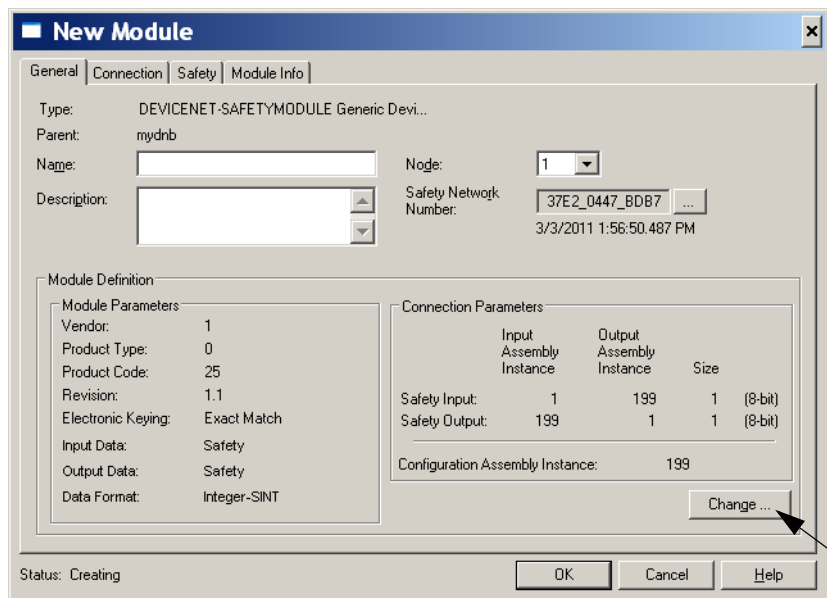 New Module
General Connection Safety Module Info
Type: DEVICENET-SAFETYMODULE Generic Devi...
Parent: mydnb
Name: Node: 1
Description: Safety Network Number: 37E2_0447_BDB7 ...
3/3/2011 1:56:50.487 PM
Module Definition
Module Parameters
Vendor: 1
Product Type: 0
Product Code: 25
Revision: 1.1
Electronic Keying: Exact Match
Input Data: Safety
Output Data: Safety
Data Format: Integer-SINT
Connection Parameters
Input Assembly Instance Output Assembly Instance Size
Safety Input: 1 199 1 (8-bit)
Safety Output: 199 1 1 (8-bit)
Configuration Assembly Instance: 199
Change ...
Status: Creating
OK Cancel Help